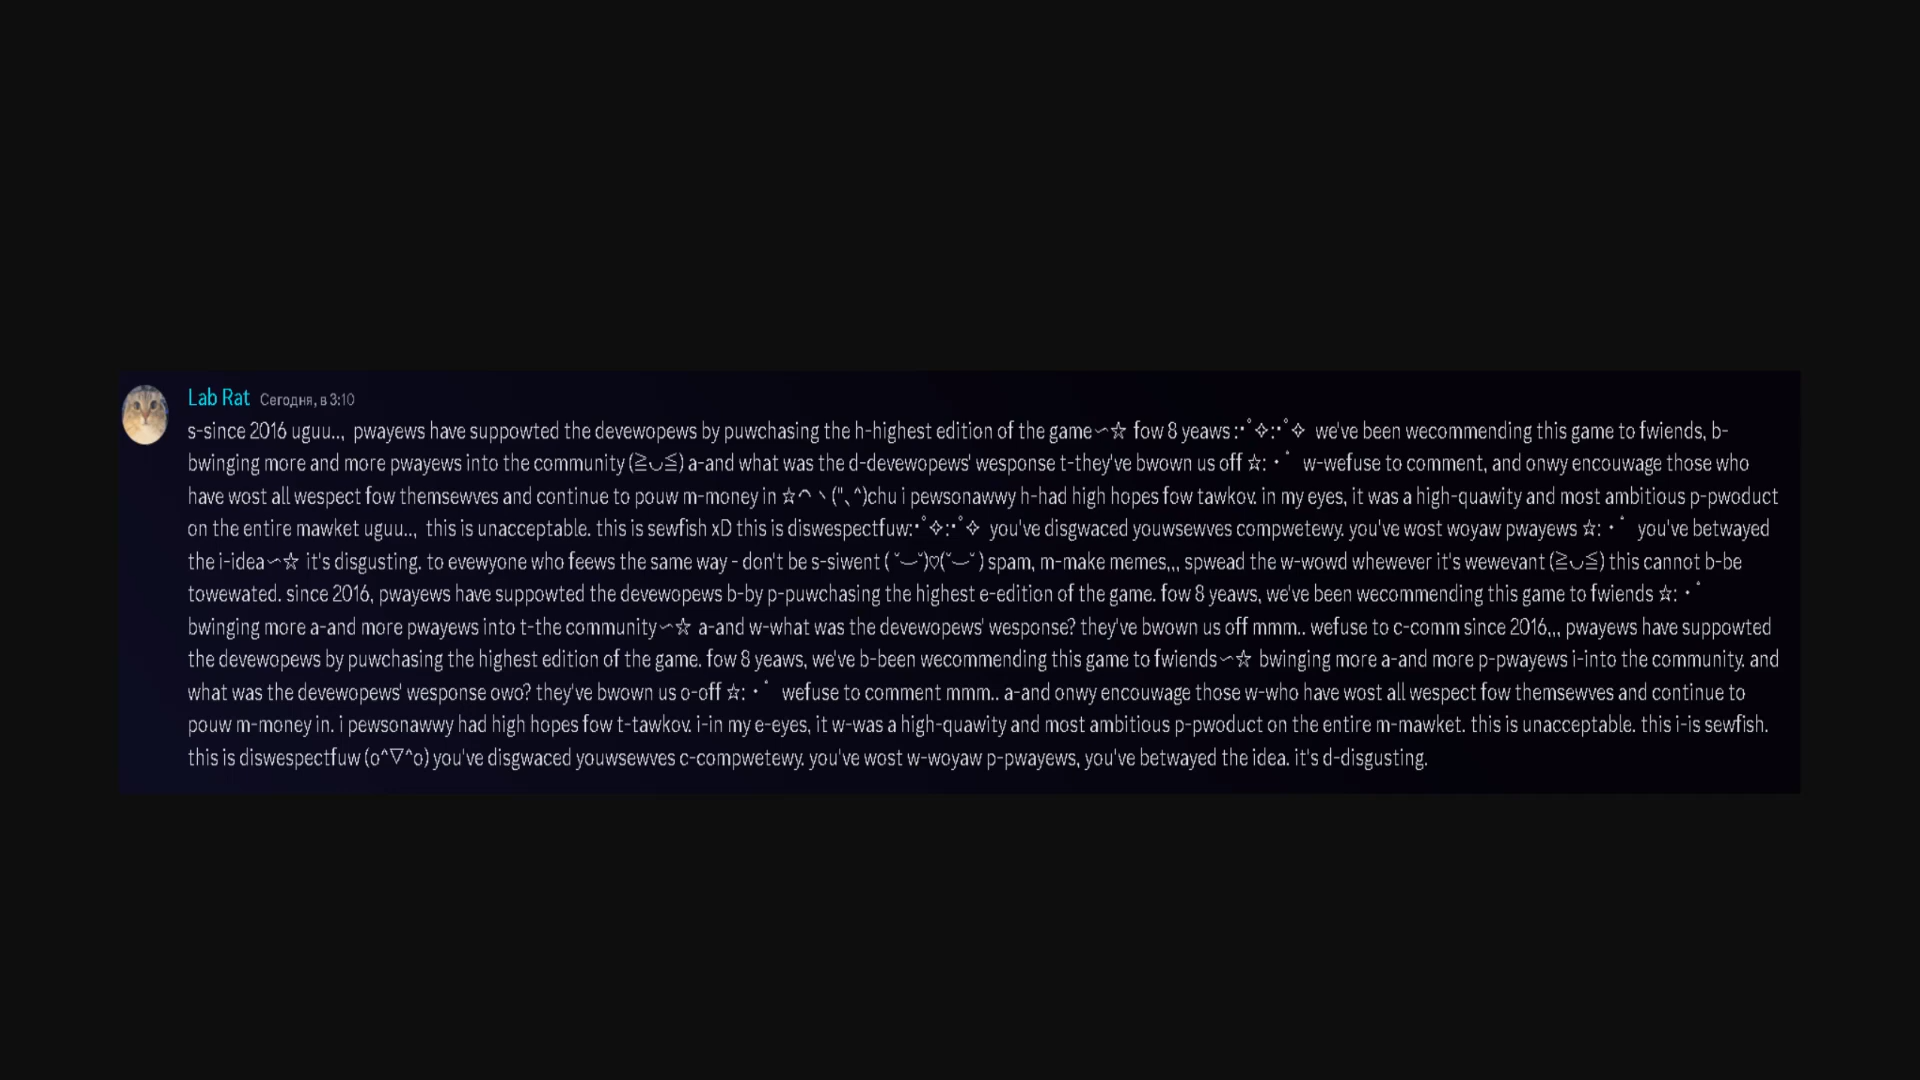 Lab Rat Сегодня, в 3:10
s-since 2016 uguu.., pwayews have suppowted the devewopews by puwchasing the h-highest edition of the game∽☆ fow 8 yeaws :･ﾟ✧:･ﾟ✧ we've been wecommending this game to fwiends, b-
bwinging more and more pwayews into the community (≧◡≦) a-and what was the d-devewopews' wesponse t-they've bwown us off ☆:・ﾟ w-wefuse to comment, and onwy encouwage those who
have wost all wespect fow themsewves and continue to pouw m-money in ☆⌒ヽ("､^)chu i pewsonawwy h-had high hopes fow tawkov. in my eyes, it was a high-quawity and most ambitious p-pwoduct
on the entire mawket uguu.., this is unacceptable. this is sewfish xD this is diswespectfuw:･ﾟ✧:･ﾟ✧ you've disgwaced youwsewves compwetewy. you've wost woyaw pwayews ☆:・ﾟ you've betwayed
the i-idea∽☆ it's disgusting. to evewyone who feews the same way - don't be s-siwent ( ˘‿˘)♡(˘‿˘ ) spam, m-make memes,,, spwead the w-wowd whewever it's wewevant (≧◡≦) this cannot b-be
towewated. since 2016, pwayews have suppowted the devewopews b-by p-puwchasing the highest e-edition of the game. fow 8 yeaws, we've been wecommending this game to fwiends ☆:・ﾟ
bwinging more a-and more pwayews into t-the community∽☆ a-and w-what was the devewopews' wesponse? they've bwown us off mmm.. wefuse to c-comm since 2016,,, pwayews have suppowted
the devewopews by puwchasing the highest edition of the game. fow 8 yeaws, we've b-been wecommending this game to fwiends∽☆ bwinging more a-and more p-pwayews i-into the community. and
what was the devewopews' wesponse owo? they've bwown us o-off ☆:・ﾟ wefuse to comment mmm.. a-and onwy encouwage those w-who have wost all wespect fow themsewves and continue to
pouw m-money in. i pewsonawwy had high hopes fow t-tawkov. i-in my e-eyes, it w-was a high-quawity and most ambitious p-pwoduct on the entire m-mawket. this is unacceptable. this i-is sewfish.
this is diswespectfuw (o^▽^o) you've disgwaced youwsewves c-compwetewy. you've wost w-woyaw p-pwayews, you've betwayed the idea. it's d-disgusting.